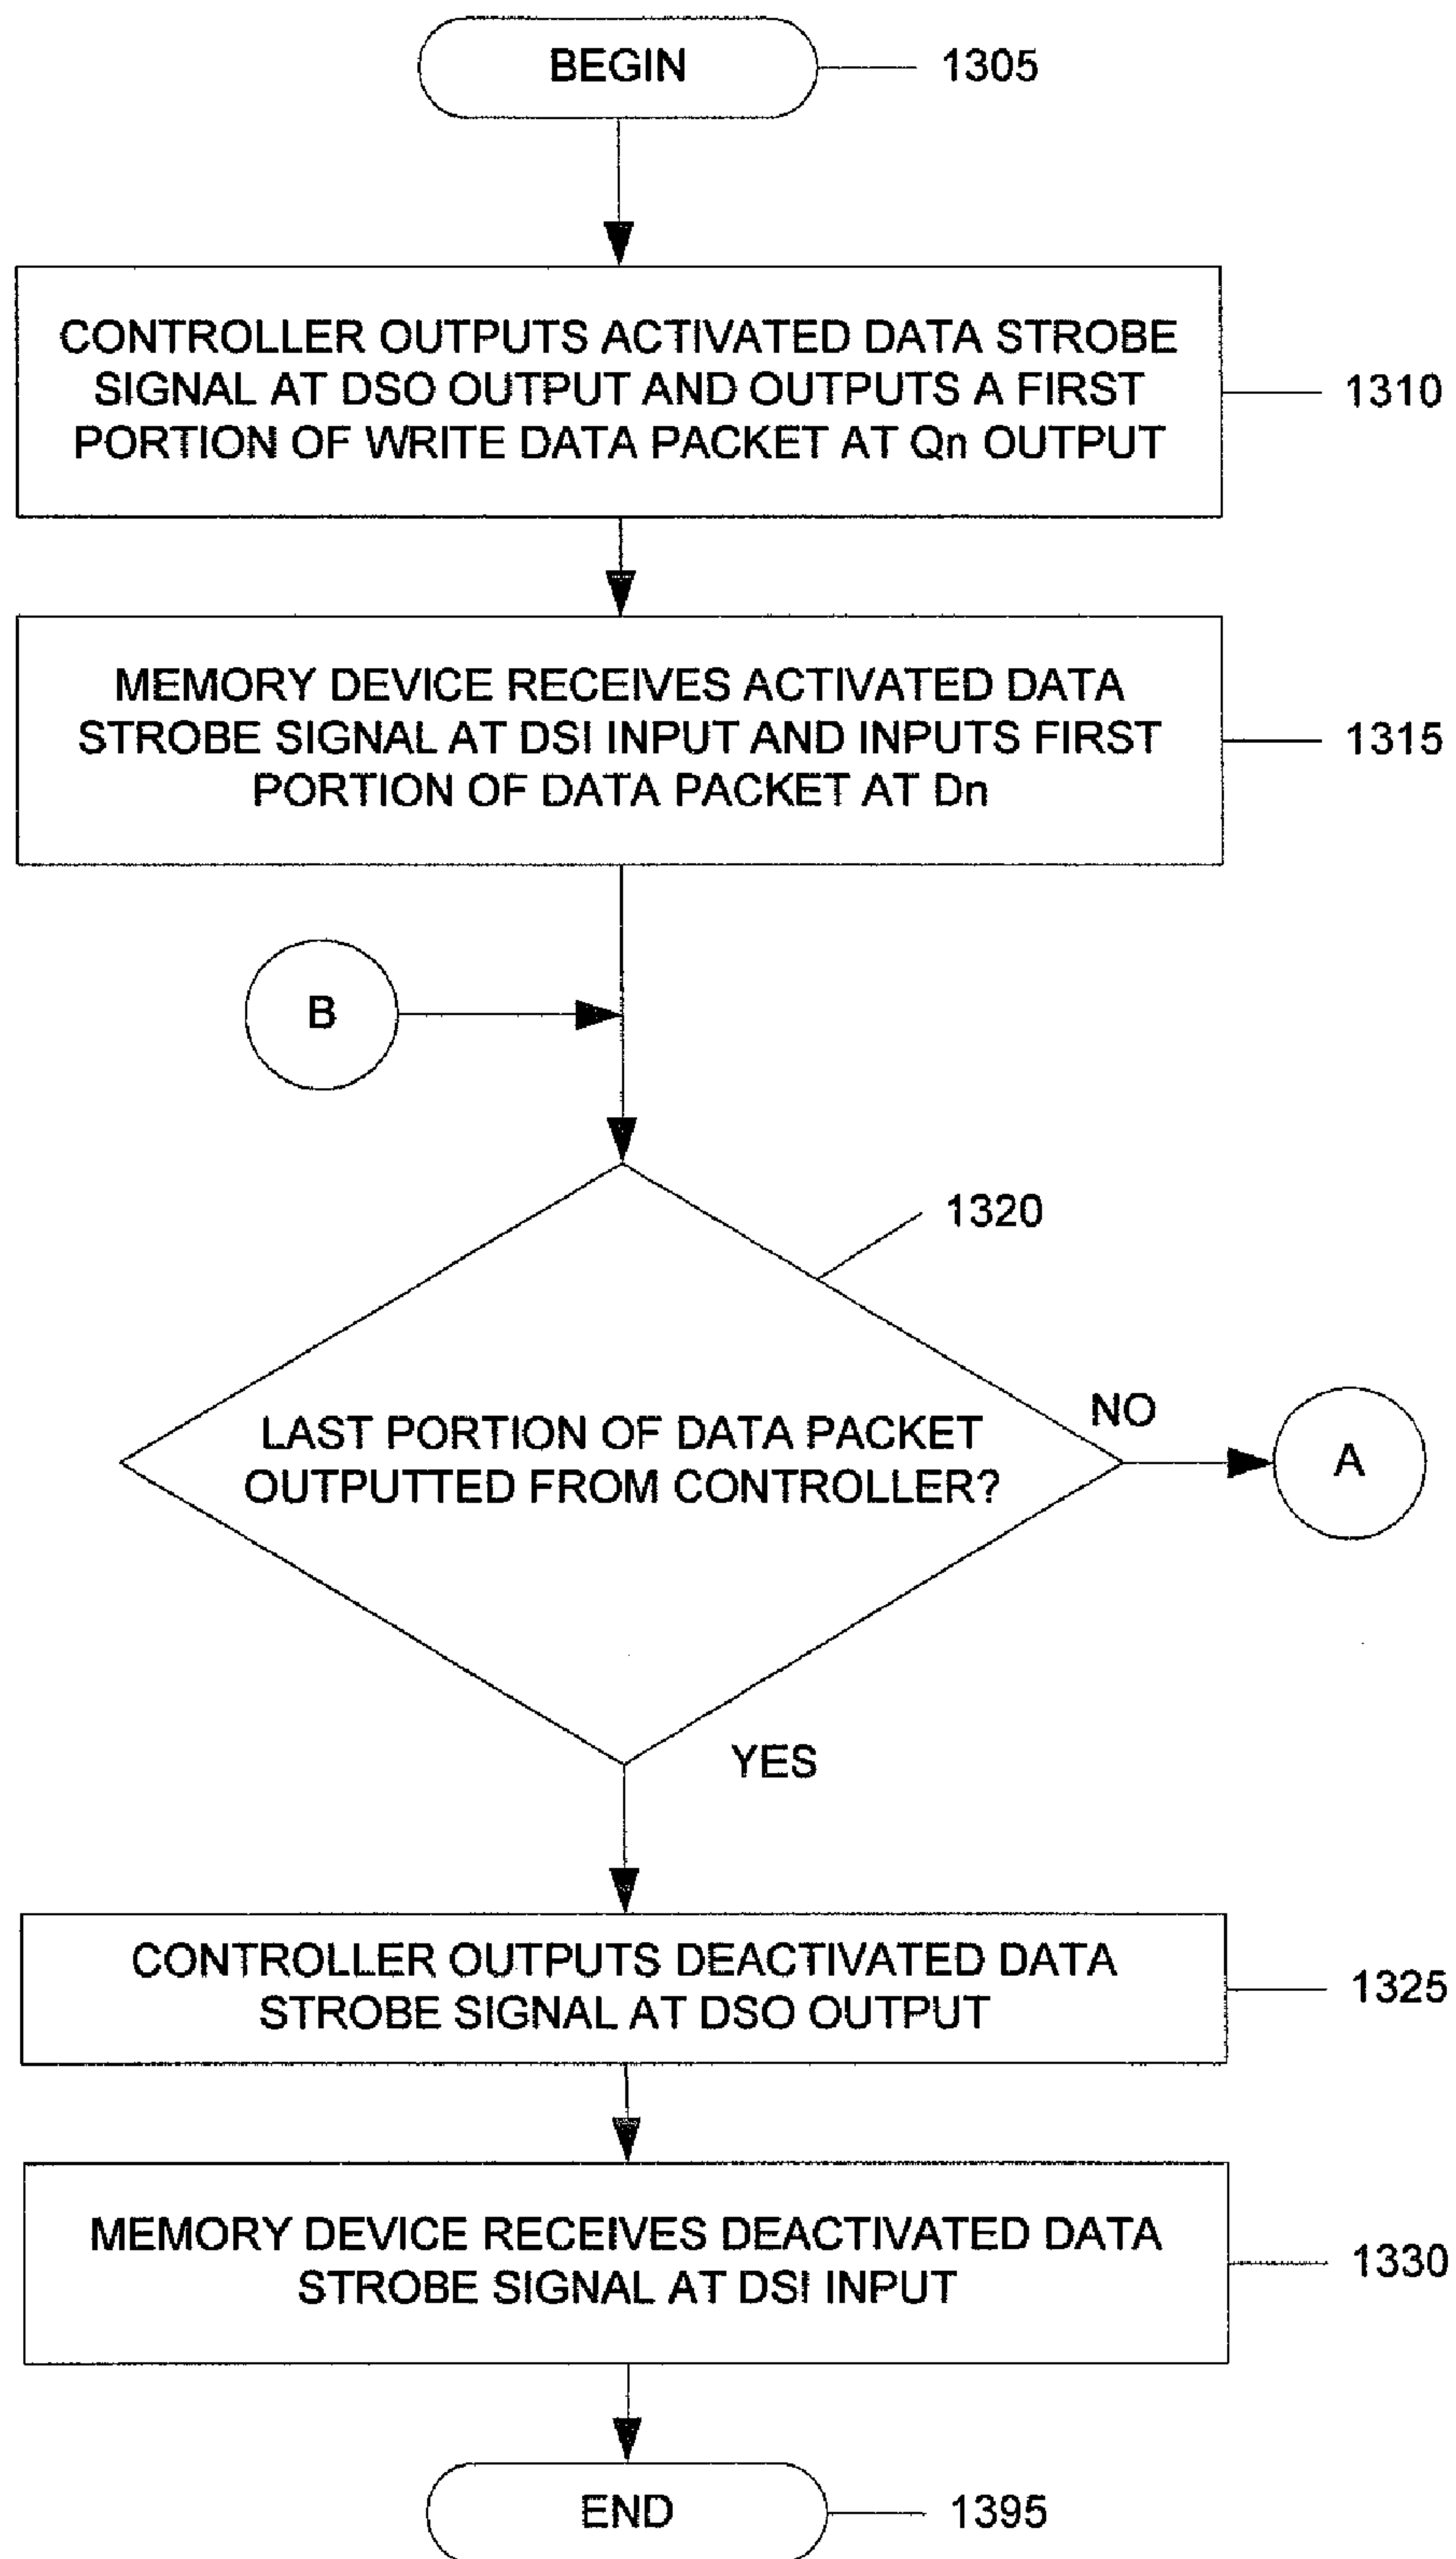 BEGIN
1305
CONTROLLER OUTPUTS ACTIVATED DATA STROBE
SIGNAL AT DSO OUTPUT AND OUTPUTS A FIRST
PORTION OF WRITE DATA PACKET AT Qn OUTPUT
1310
MEMORY DEVICE RECEIVES ACTIVATED DATA
STROBE SIGNAL AT DSI INPUT AND INPUTS FIRST
PORTION OF DATA PACKET AT Dn
1315
B
1320
LAST PORTION OF DATA PACKET
OUTPUTTED FROM CONTROLLER?
NO
A
YES
CONTROLLER OUTPUTS DEACTIVATED DATA
STROBE SIGNAL AT DSO OUTPUT
1325
MEMORY DEVICE RECEIVES DEACTIVATED DATA
STROBE SIGNAL AT DSI INPUT
1330
END
1395